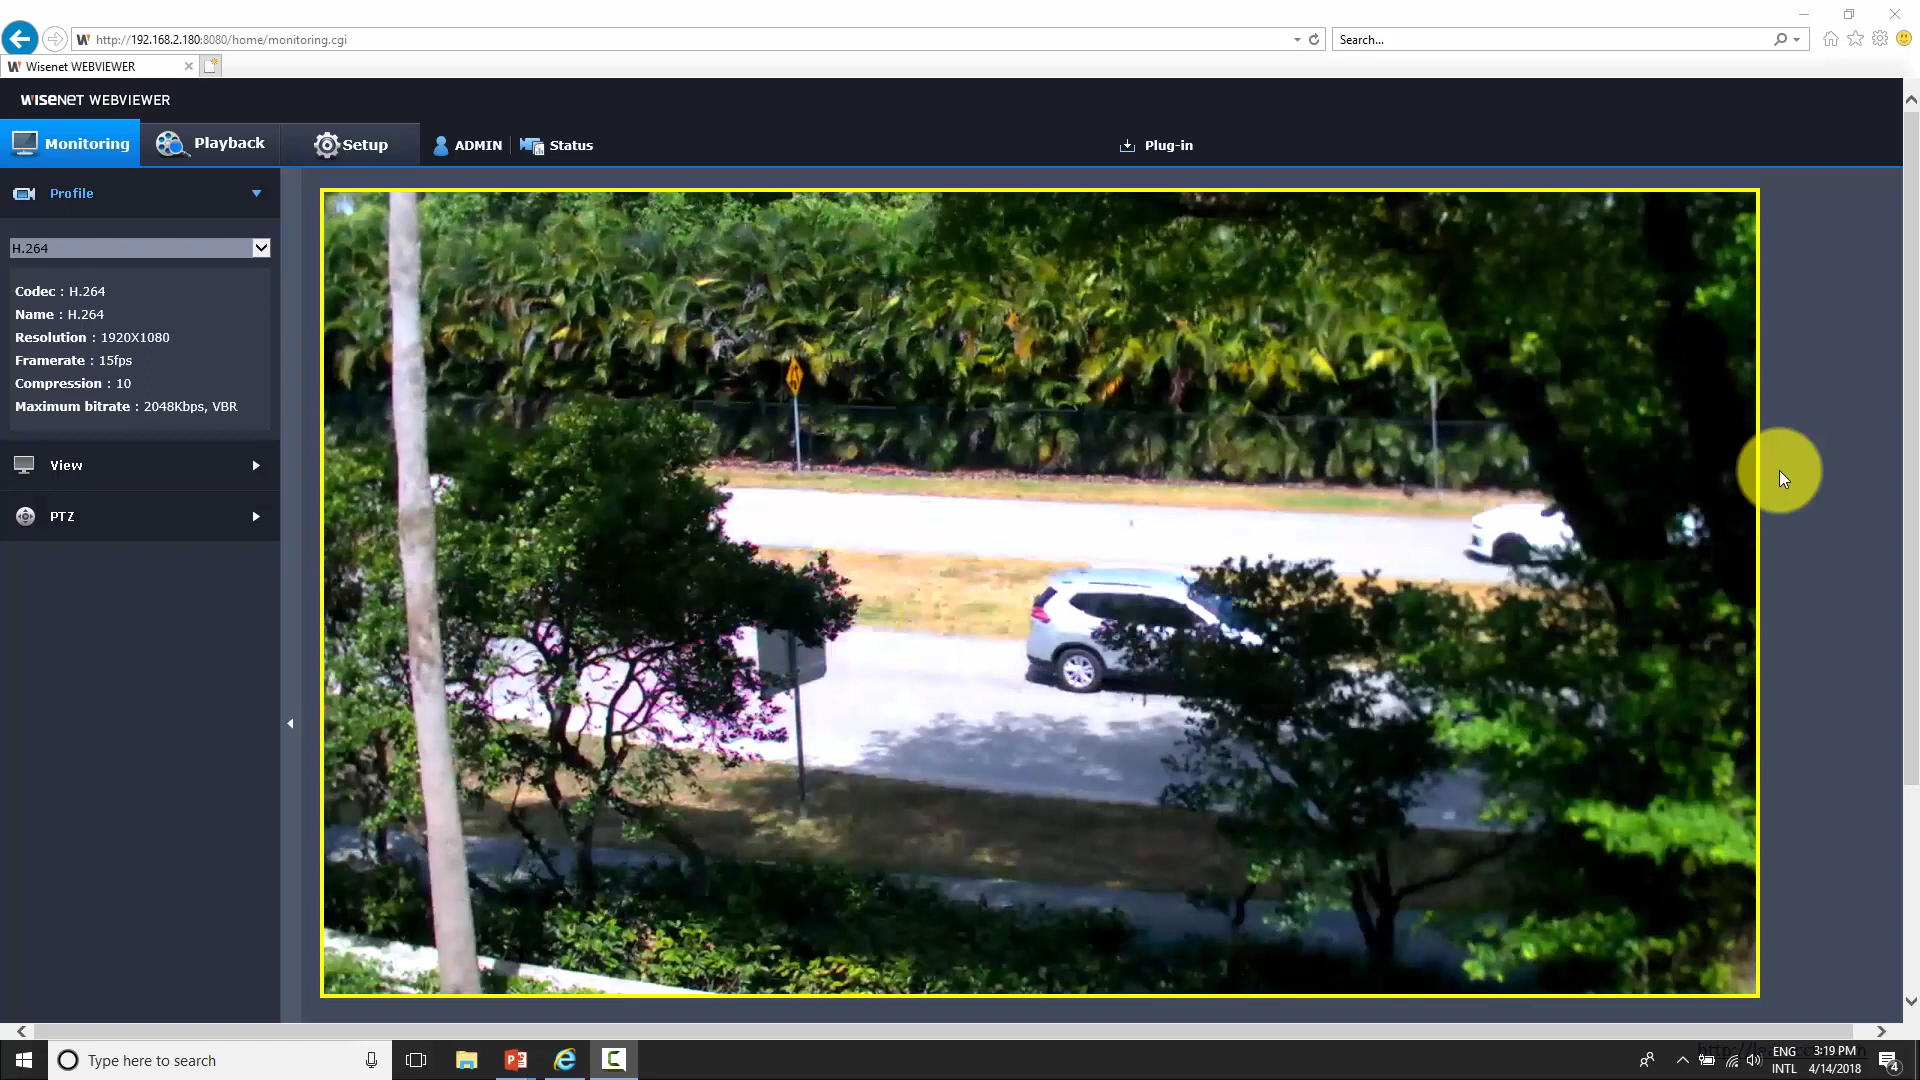 http://192.168.2.180:8080/home/monitoring.cgi
Search...
Wisenet WEBVIEWER
WISENET WEBVIEWER
Monitoring
Playback
Setup
ADMIN
Status
Plug-in
Profile
H.264
Codec : H.264
Name : H.264
Resolution : 1920X1080
Framerate : 15fps
Compression : 10
Maximum bitrate : 2048Kbps, VBR
View
PTZ
Type here to search
ENG
INTL
3:19 PM
4/14/2018
4